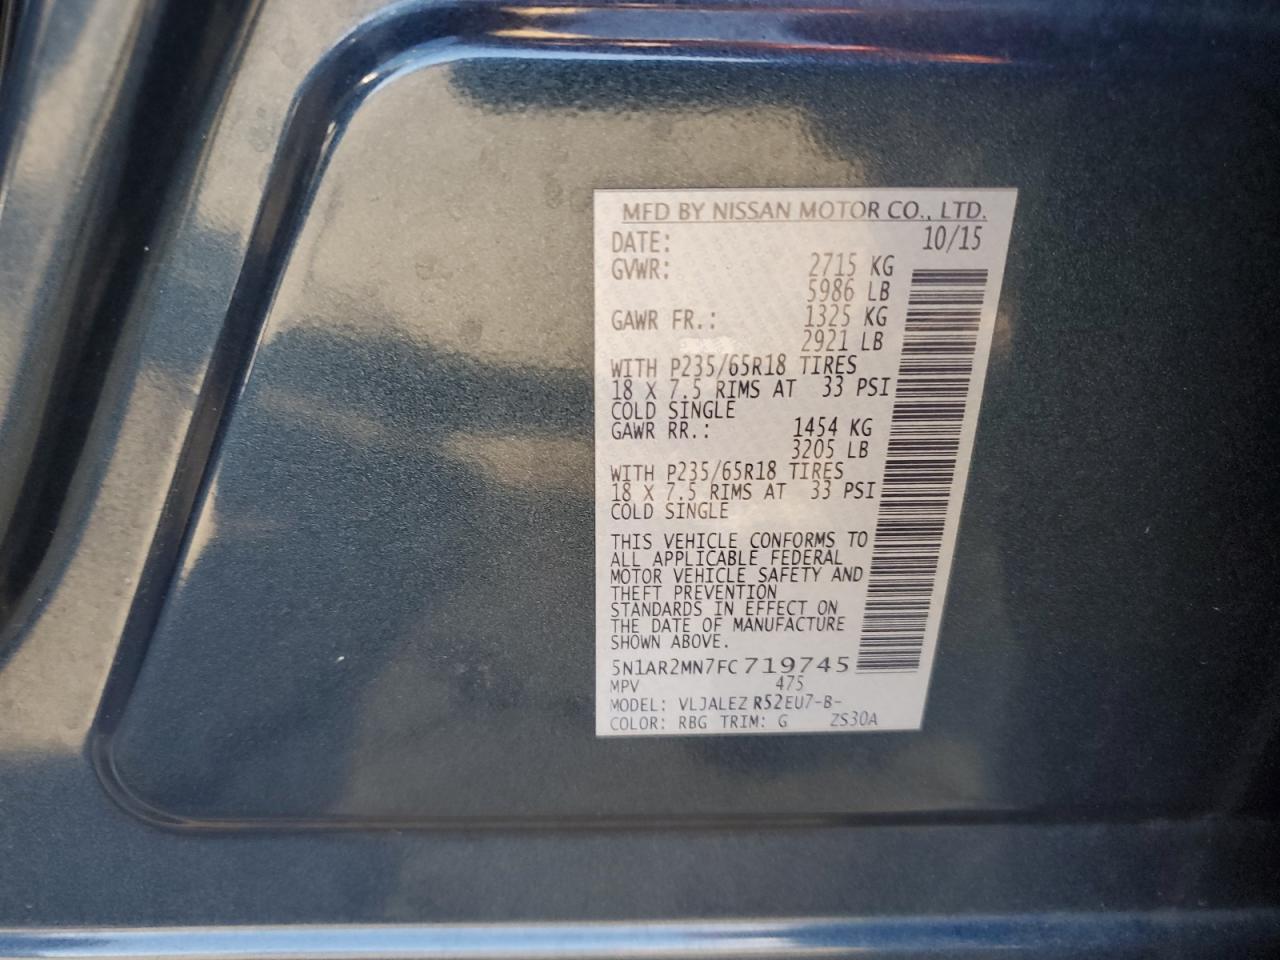 MFD BY NISSAN MOTOR CO., LTD.
DATE: 10/15
GVWR: 2715 KG
5986 LB
GAWR FR.: 1325 KG
2921 LB
WITH P235/65R18 TIRES
18 X 7.5 RIMS AT 33 PSI
COLD SINGLE
GAWR RR.: 1454 KG
3205 LB
WITH P235/65R18 TIRES
18 X 7.5 RIMS AT 33 PSI
COLD SINGLE
THIS VEHICLE CONFORMS TO
ALL APPLICABLE FEDERAL
MOTOR VEHICLE SAFETY AND
THEFT PREVENTION
STANDARDS IN EFFECT ON
THE DATE OF MANUFACTURE
SHOWN ABOVE.
5N1AR2MN7FC719745
MPV 475
MODEL: VLJALEZ R52EU7-B-
COLOR: RBG TRIM: G ZS30A